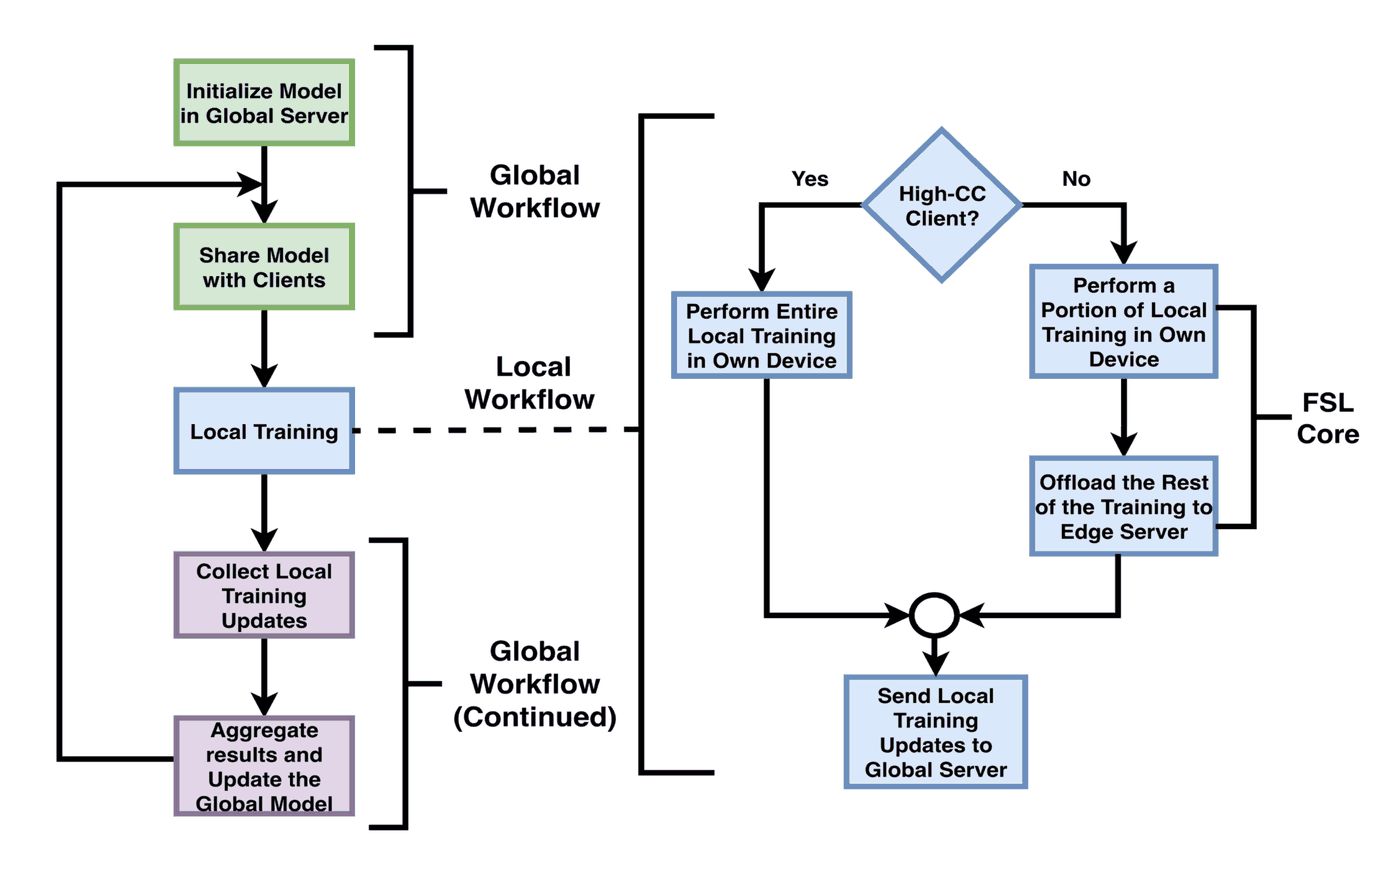 Initialize Model
in Global Server
Share Model
with Clients
Global
Workflow
Local Training
Local
Workflow
Collect Local
Training
Updates
Aggregate
results and
Update the
Global Model
Global
Workflow
(Continued)
High-CC
Client?
Yes
No
Perform Entire
Local Training
in Own Device
Perform a
Portion of Local
Training in Own
Device
Offload the Rest
of the Training to
Edge Server
FSL
Core
Send Local
Training
Updates to
Global Server